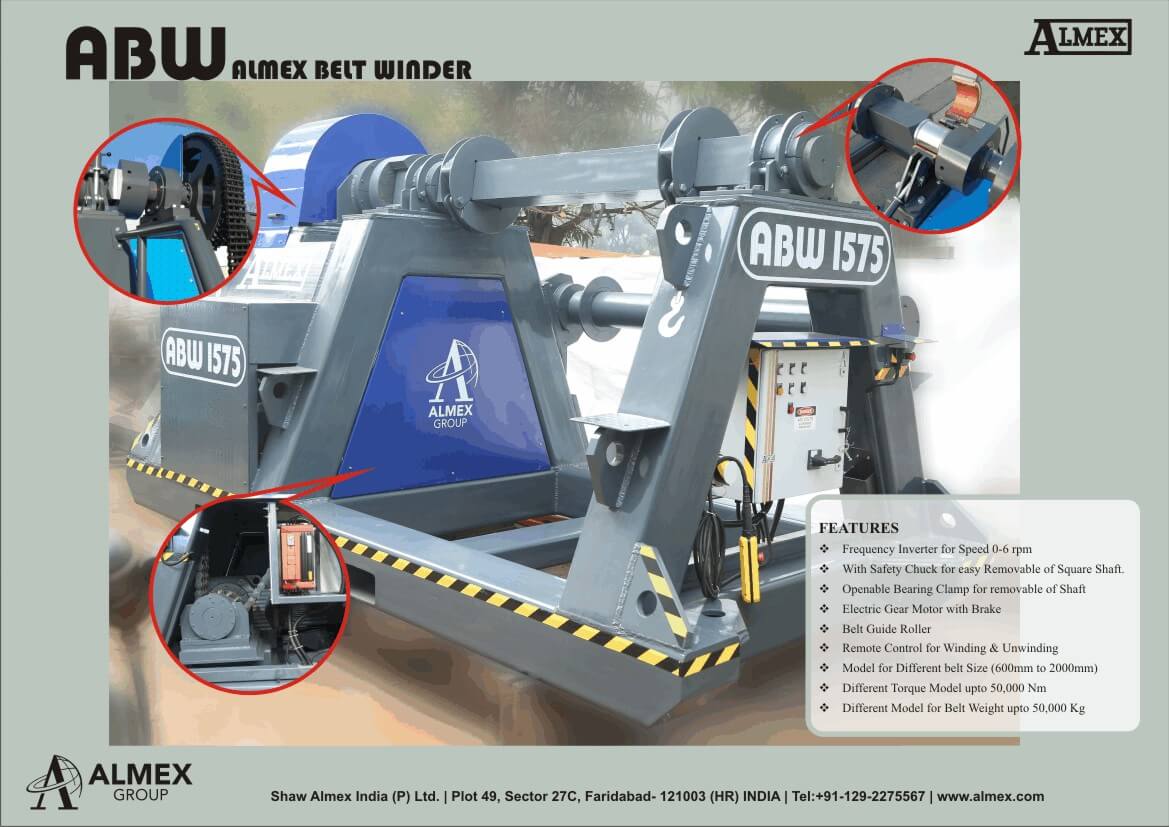 ABW ALMEX BELT WINDER
ALMEX
ABW 1575
ALMEX
ABW 1575
ALMEX
GROUP
DANGER
FEATURES
❖ Frequency Inverter for Speed 0-6 rpm
❖ With Safety Chuck for easy Removable of Square Shaft.
❖ Openable Bearing Clamp for removable of Shaft
❖ Electric Gear Motor with Brake
❖ Belt Guide Roller
❖ Remote Control for Winding & Unwinding
❖ Model for Different belt Size (600mm to 2000mm)
❖ Different Torque Model upto 50,000 Nm
❖ Different Model for Belt Weight upto 50,000 Kg
ALMEX
GROUP
Shaw Almex India (P) Ltd. | Plot 49, Sector 27C, Faridabad- 121003 (HR) INDIA | Tel:+91-129-2275567 | www.almex.com